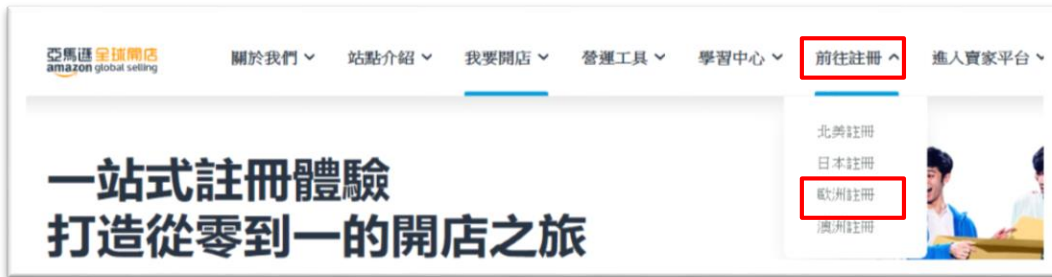 亞馬遜全球開店
amazon global selling
關於我們 站點介紹 我要開店 營運工具 學習中心 前往註冊 進入賣家平台
北美註冊
日本註冊
歐洲註冊
澳洲註冊
一站式註冊體驗
打造從零到一的開店之旅